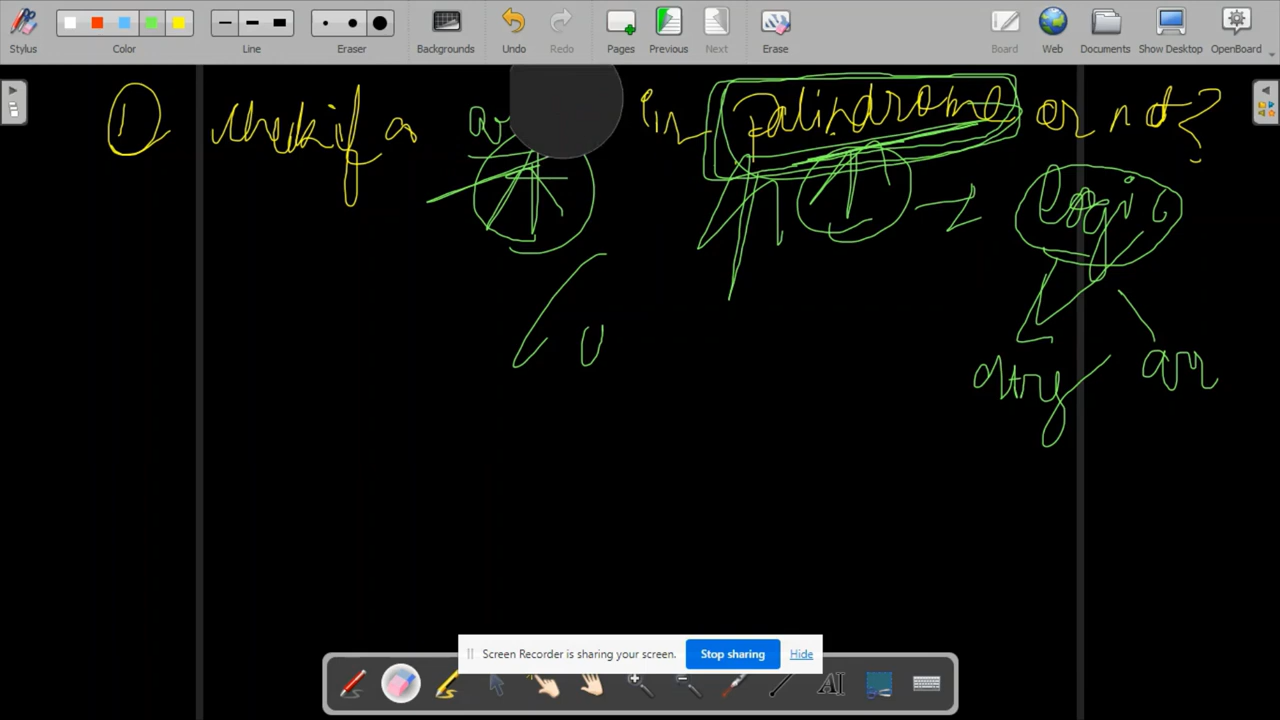 Stylus Color Line Eraser Backgrounds Undo Redo Pages Previous Next Erase Board Web Documents Show Desktop OpenBoard
1 check if a in palindrome or not?
logic
arr
Screen Recorder is sharing your screen. Stop sharing Hide